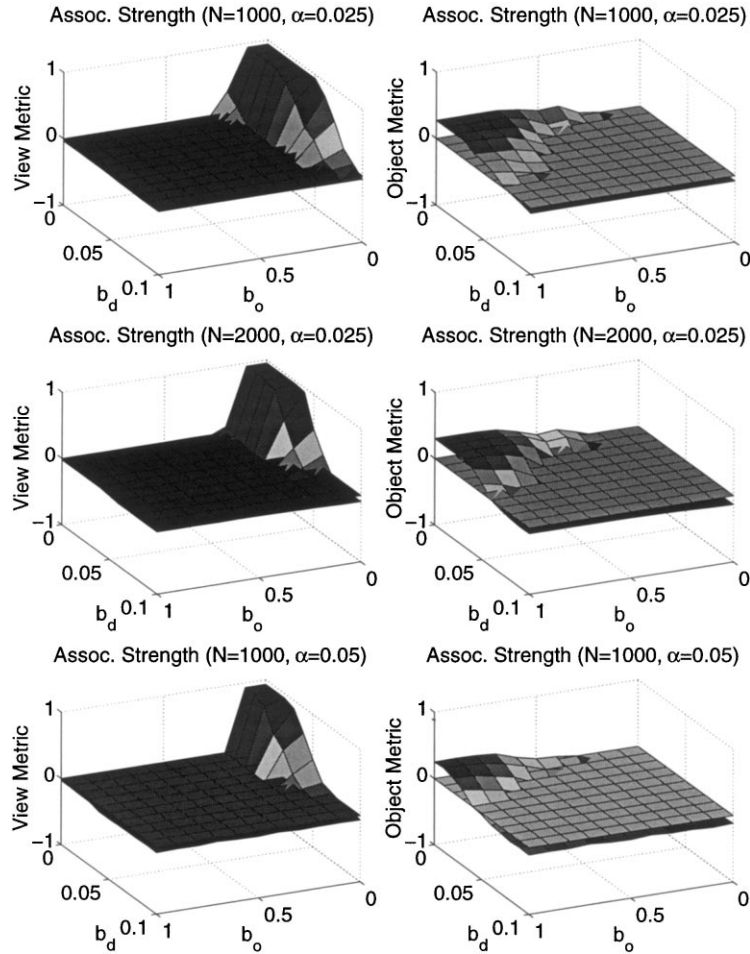 Assoc. Strength (N=1000, α=0.025)
Assoc. Strength (N=1000, α=0.025)
View Metric
1
0
−1
0
0.05
0.1
b_d
1
0.5
0
b_o
Object Metric
1
0
−1
0
0.05
0.1
b_d
1
0.5
0
b_o
Assoc. Strength (N=2000, α=0.025)
Assoc. Strength (N=2000, α=0.025)
View Metric
1
0
−1
0
0.05
0.1
b_d
1
0.5
0
b_o
Object Metric
1
0
−1
0
0.05
0.1
b_d
1
0.5
0
b_o
Assoc. Strength (N=1000, α=0.05)
Assoc. Strength (N=1000, α=0.05)
View Metric
1
0
−1
0
0.05
0.1
b_d
1
0.5
0
b_o
Object Metric
1
0
−1
0
0.05
0.1
b_d
1
0.5
0
b_o